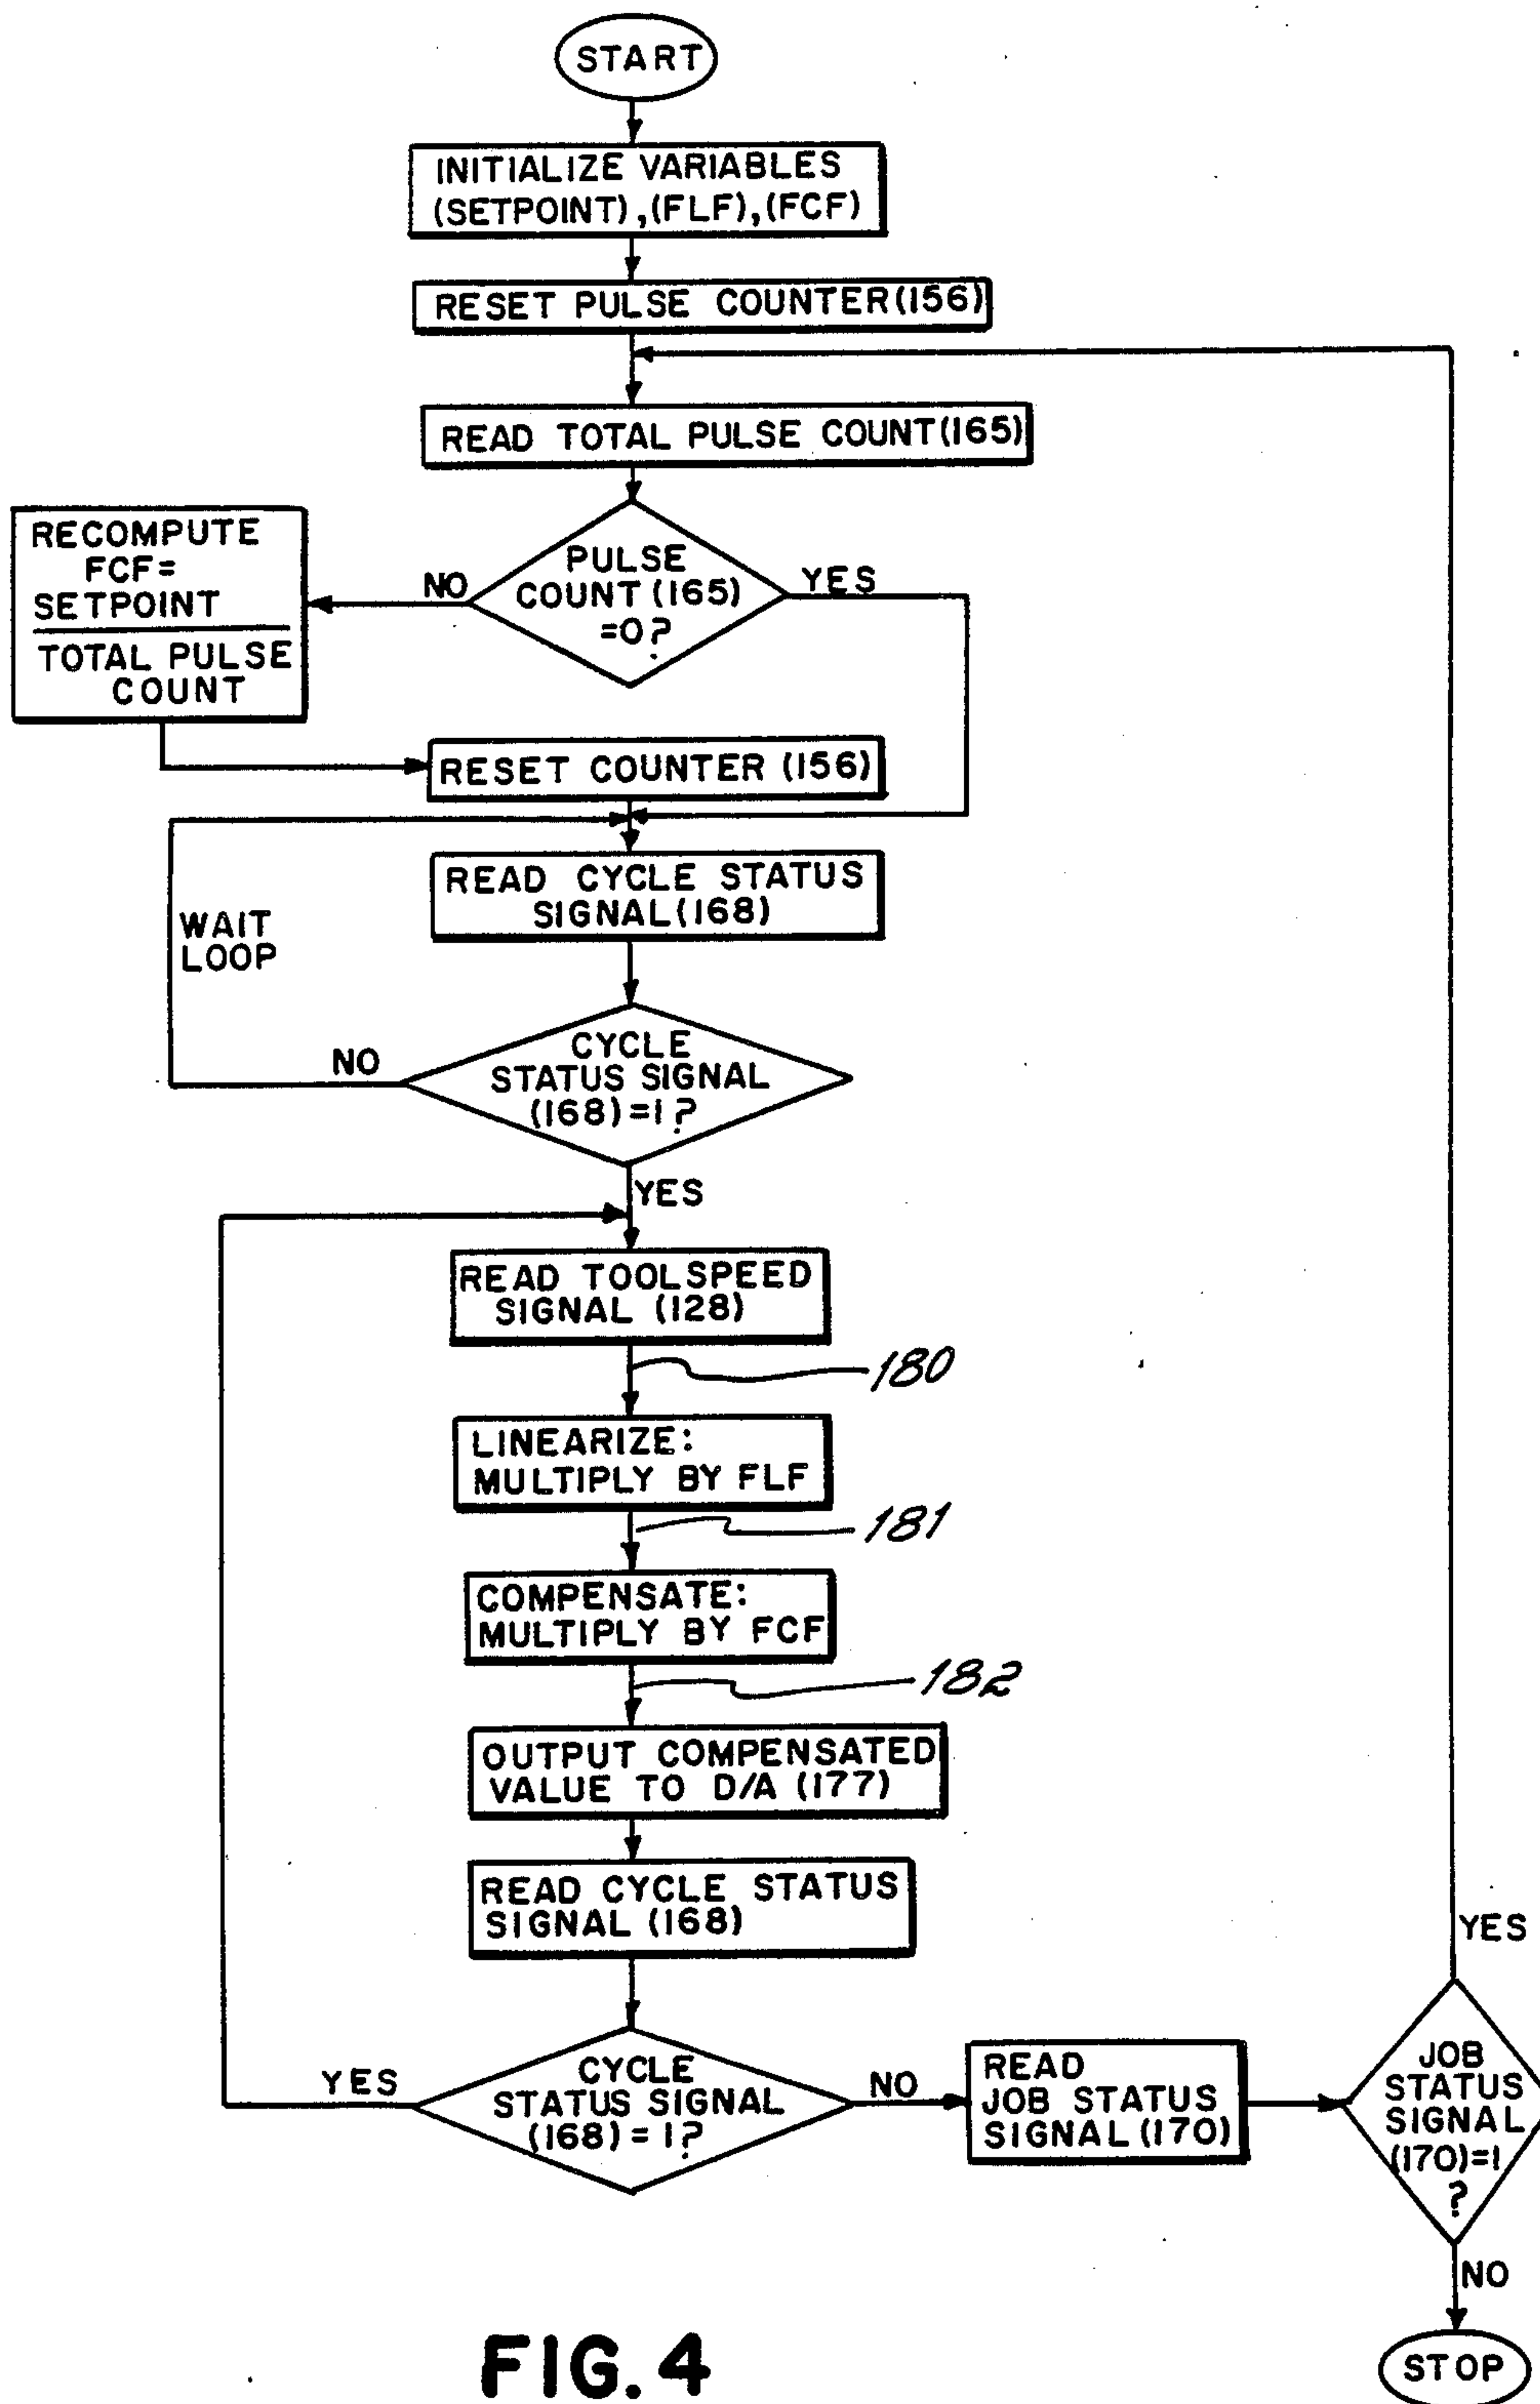 START
INITIALIZE VARIABLES
(SETPOINT),(FLF),(FCF)
RESET PULSE COUNTER(156)
READ TOTAL PULSE COUNT(165)
PULSE
COUNT (165)
=0?
NO
YES
RECOMPUTE
FCF=
SETPOINT
TOTAL PULSE
COUNT
RESET COUNTER (156)
READ CYCLE STATUS
SIGNAL(168)
WAIT
LOOP
CYCLE
STATUS SIGNAL
(168)=1?
NO
YES
READ TOOLSPEED
SIGNAL (128)
180
LINEARIZE:
MULTIPLY BY FLF
181
COMPENSATE:
MULTIPLY BY FCF
182
OUTPUT COMPENSATED
VALUE TO D/A (177)
READ CYCLE STATUS
SIGNAL (168)
CYCLE
STATUS SIGNAL
(168)=1?
YES
NO
READ
JOB STATUS
SIGNAL(170)
JOB
STATUS
SIGNAL
(170)=1
?
YES
NO
STOP
FIG.4